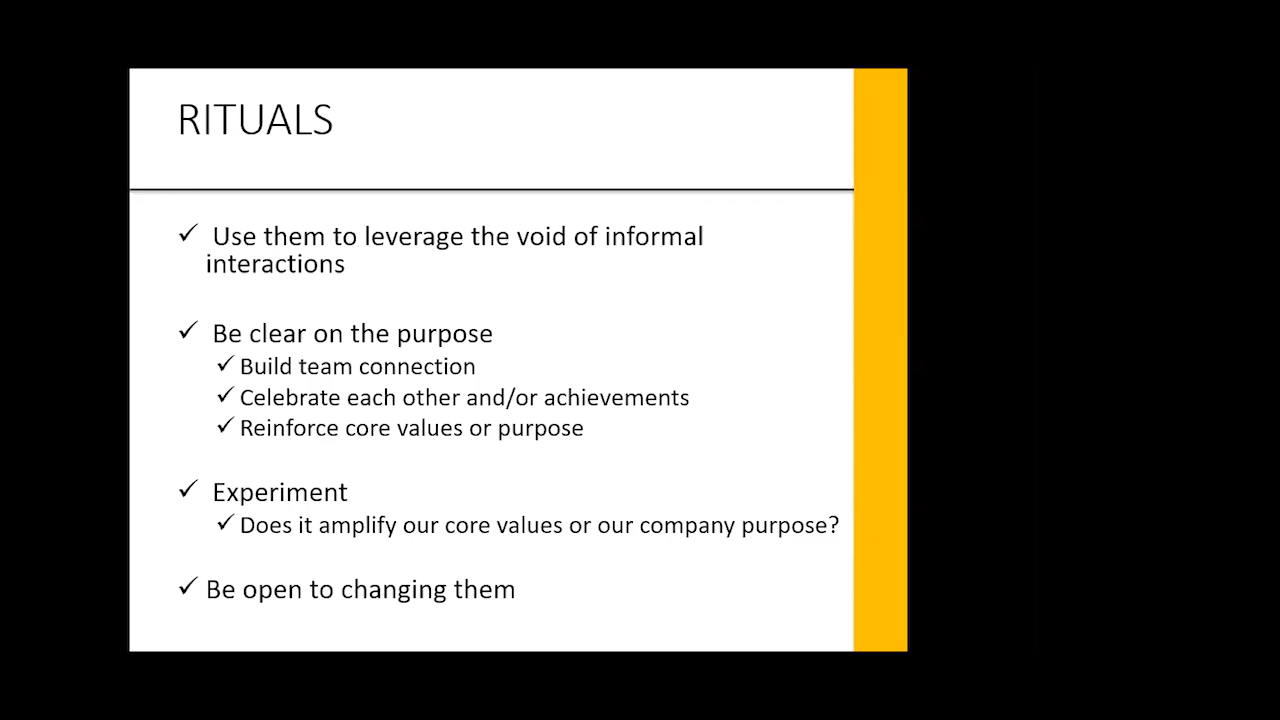 RITUALS
✓ Use them to leverage the void of informal
interactions
✓ Be clear on the purpose
✓ Build team connection
✓ Celebrate each other and/or achievements
✓ Reinforce core values or purpose
✓ Experiment
✓ Does it amplify our core values or our company purpose?
✓ Be open to changing them